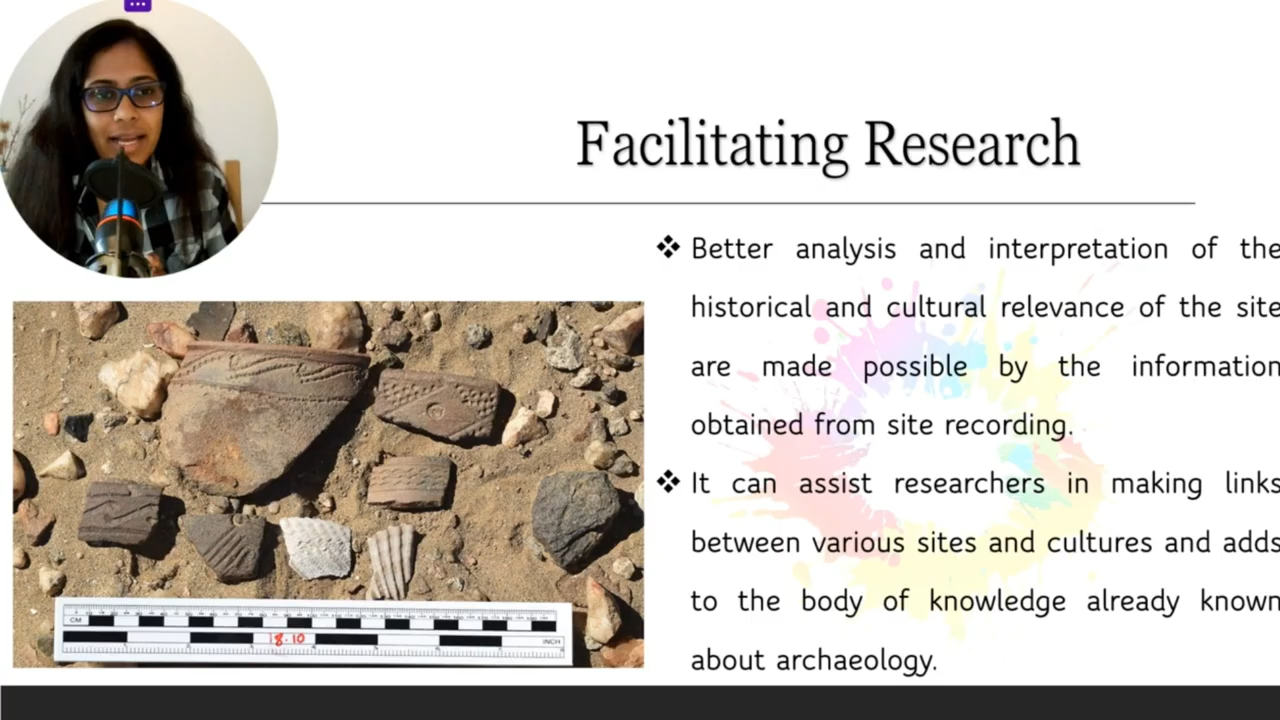 Facilitating Research
❖ Better analysis and interpretation of the
historical and cultural relevance of the site
are made possible by the information
obtained from site recording.
❖ It can assist researchers in making links
between various sites and cultures and adds
to the body of knowledge already known
about archaeology.
CM
18.10
INCH